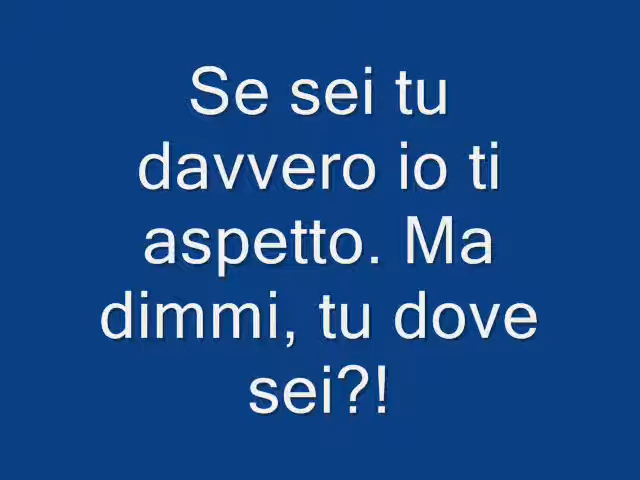 Se sei tu
davvero io ti
aspetto. Ma
dimmi, tu dove
sei?!